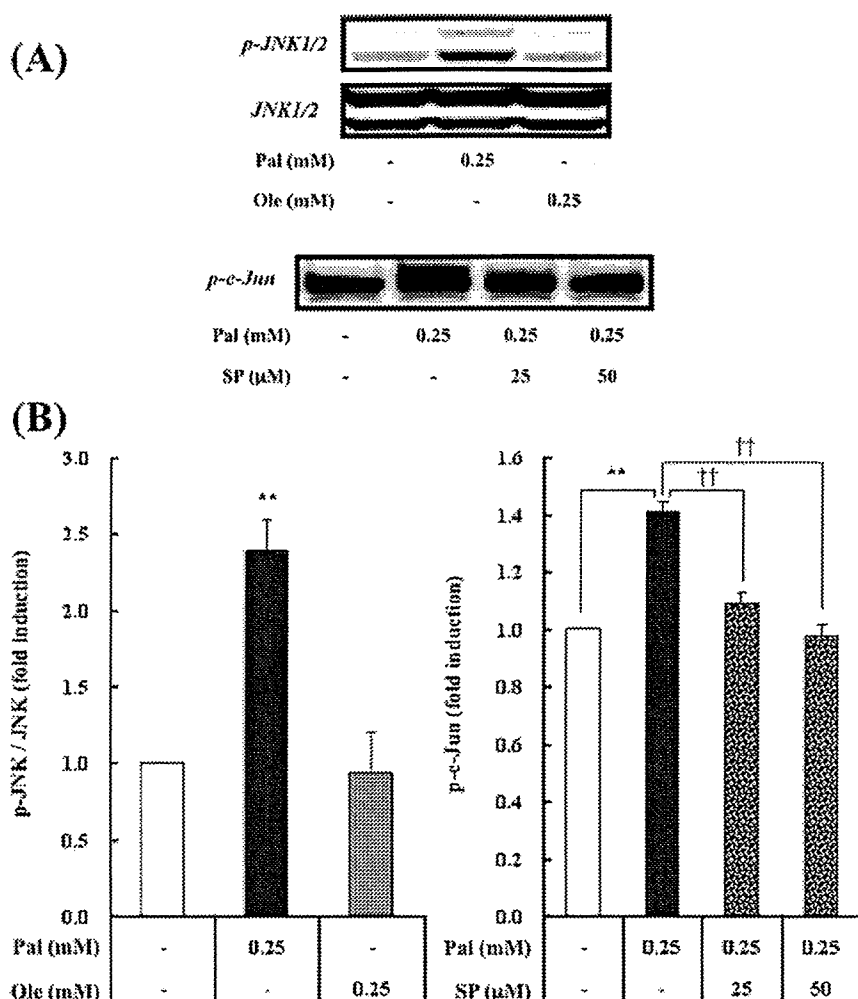 (A)
p-JNK1/2
JNK1/2
Pal (mM) - 0.25 -
Ole (mM) - - 0.25
p-c-Jun
Pal (mM) - 0.25 0.25 0.25
SP (μM) - - 25 50
(B)
p-JNK / JNK (fold induction)
3.0
2.5
2.0
1.5
1.0
0.5
0.0
**
Pal (mM) - 0.25 -
Ole (mM) - - 0.25
p-c-Jun (fold induction)
1.6
1.4
1.2
1.0
0.8
0.6
0.4
0.2
0.0
††
** ††
Pal (mM) - 0.25 0.25 0.25
SP (μM) - - 25 50